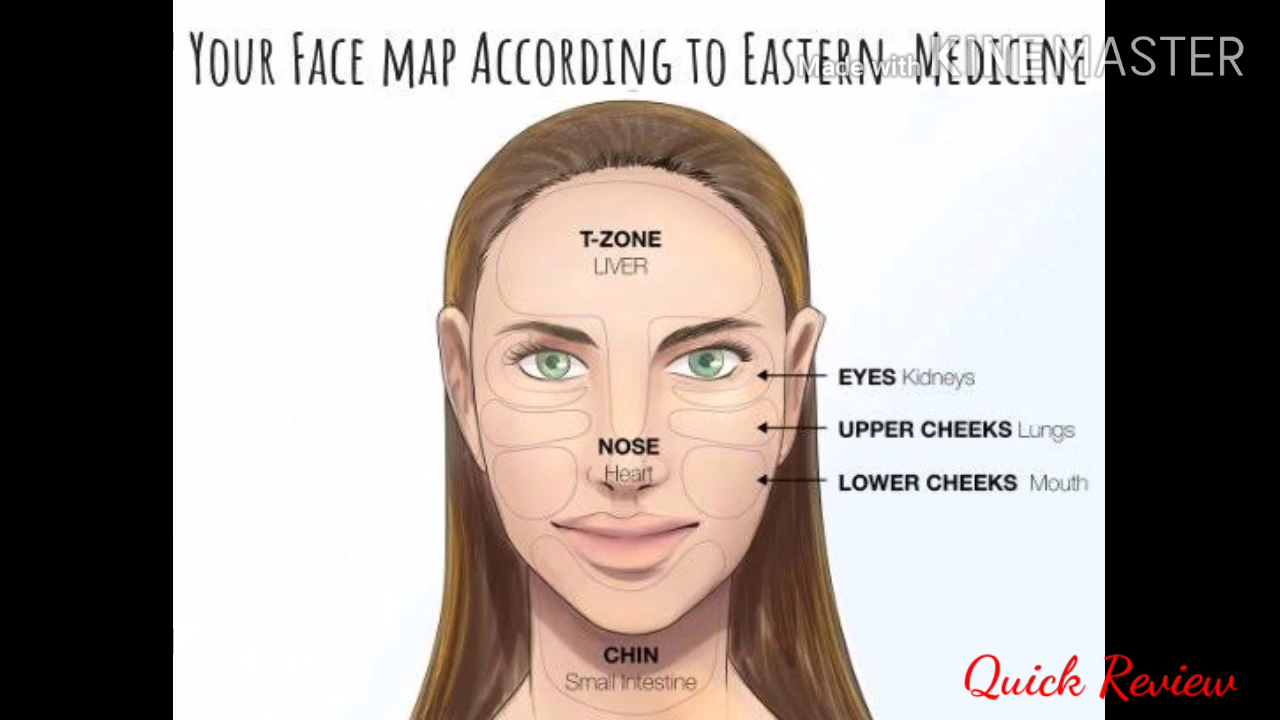 Your Face map According to Eastern Medicine
Made with KINEMASTER
T-ZONE
LIVER
EYES Kidneys
UPPER CHEEKS Lungs
NOSE
Heart
LOWER CHEEKS Mouth
CHIN
Small Intestine
Quick Review